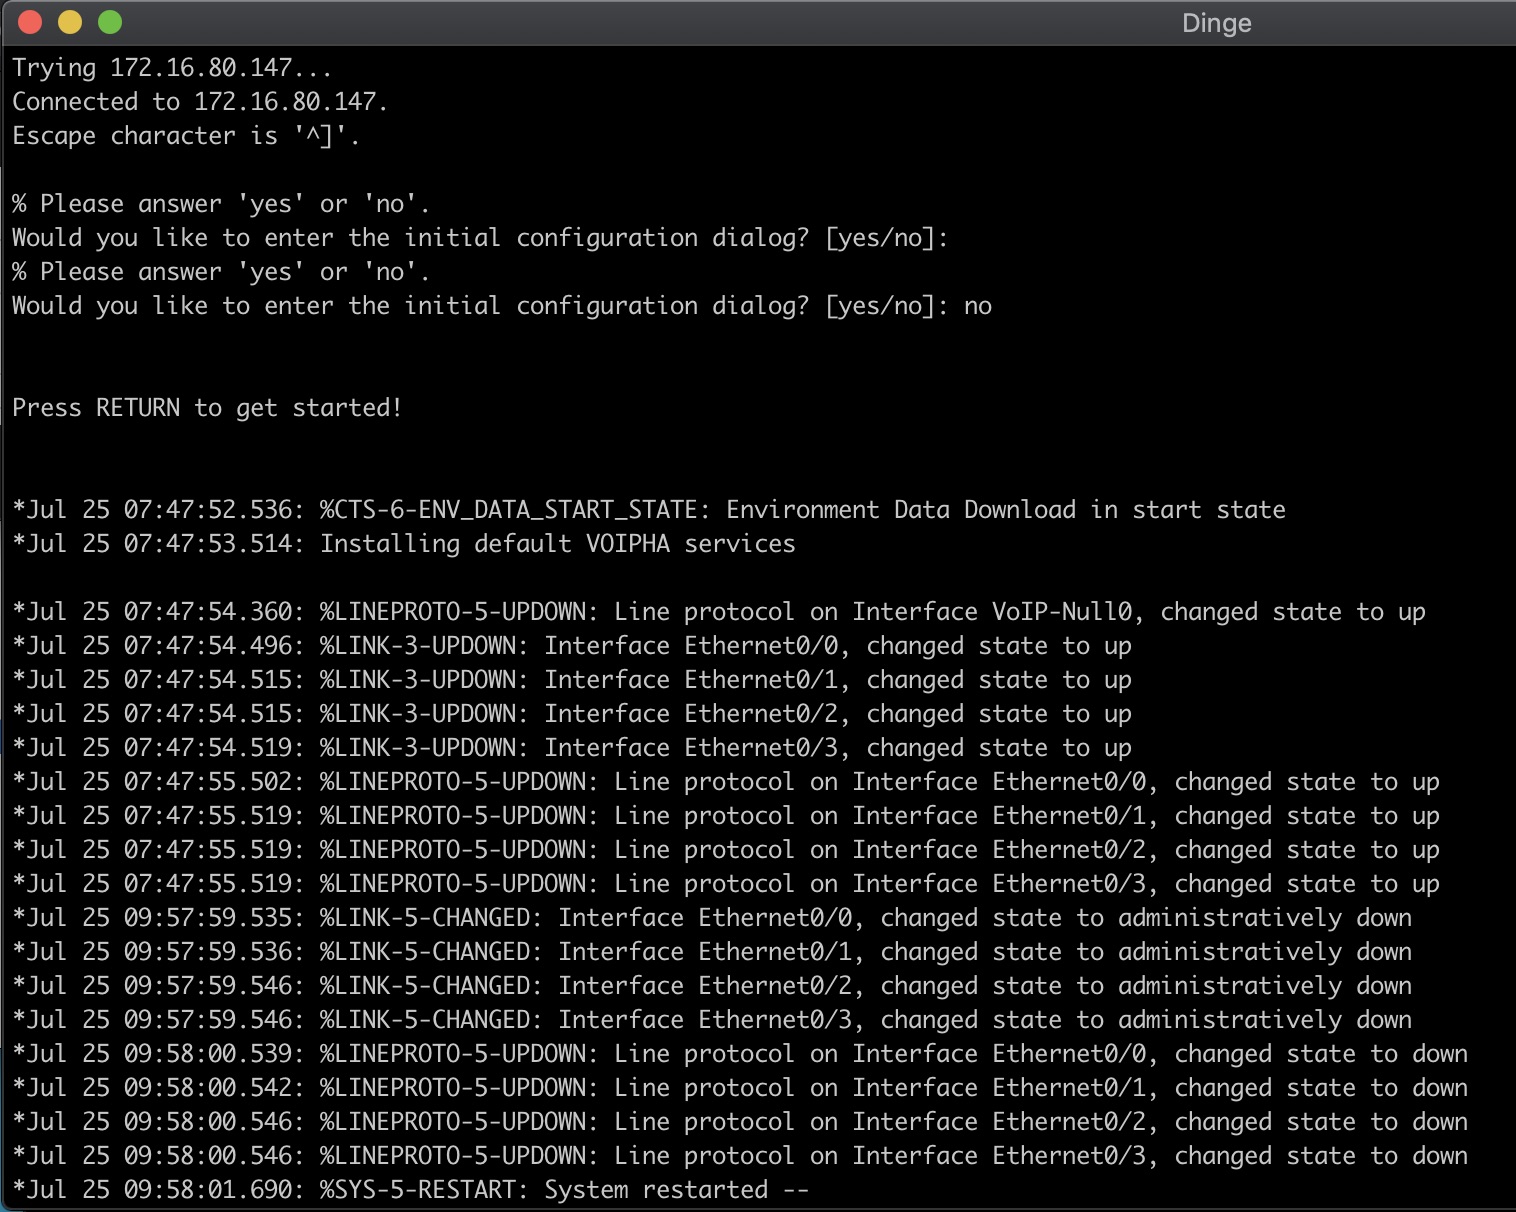 Dinge
Trying 172.16.80.147...
Connected to 172.16.80.147.
Escape character is '^]'.
% Please answer 'yes' or 'no'.
Would you like to enter the initial configuration dialog? [yes/no]:
% Please answer 'yes' or 'no'.
Would you like to enter the initial configuration dialog? [yes/no]: no
Press RETURN to get started!
*Jul 25 07:47:52.536: %CTS-6-ENV_DATA_START_STATE: Environment Data Download in start state
*Jul 25 07:47:53.514: Installing default VOIPHA services
*Jul 25 07:47:54.360: %LINEPROTO-5-UPDOWN: Line protocol on Interface VoIP-Null0, changed state to up
*Jul 25 07:47:54.496: %LINK-3-UPDOWN: Interface Ethernet0/0, changed state to up
*Jul 25 07:47:54.515: %LINK-3-UPDOWN: Interface Ethernet0/1, changed state to up
*Jul 25 07:47:54.515: %LINK-3-UPDOWN: Interface Ethernet0/2, changed state to up
*Jul 25 07:47:54.519: %LINK-3-UPDOWN: Interface Ethernet0/3, changed state to up
*Jul 25 07:47:55.502: %LINEPROTO-5-UPDOWN: Line protocol on Interface Ethernet0/0, changed state to up
*Jul 25 07:47:55.519: %LINEPROTO-5-UPDOWN: Line protocol on Interface Ethernet0/1, changed state to up
*Jul 25 07:47:55.519: %LINEPROTO-5-UPDOWN: Line protocol on Interface Ethernet0/2, changed state to up
*Jul 25 07:47:55.519: %LINEPROTO-5-UPDOWN: Line protocol on Interface Ethernet0/3, changed state to up
*Jul 25 09:57:59.535: %LINK-5-CHANGED: Interface Ethernet0/0, changed state to administratively down
*Jul 25 09:57:59.536: %LINK-5-CHANGED: Interface Ethernet0/1, changed state to administratively down
*Jul 25 09:57:59.546: %LINK-5-CHANGED: Interface Ethernet0/2, changed state to administratively down
*Jul 25 09:57:59.546: %LINK-5-CHANGED: Interface Ethernet0/3, changed state to administratively down
*Jul 25 09:58:00.539: %LINEPROTO-5-UPDOWN: Line protocol on Interface Ethernet0/0, changed state to down
*Jul 25 09:58:00.542: %LINEPROTO-5-UPDOWN: Line protocol on Interface Ethernet0/1, changed state to down
*Jul 25 09:58:00.546: %LINEPROTO-5-UPDOWN: Line protocol on Interface Ethernet0/2, changed state to down
*Jul 25 09:58:00.546: %LINEPROTO-5-UPDOWN: Line protocol on Interface Ethernet0/3, changed state to down
*Jul 25 09:58:01.690: %SYS-5-RESTART: System restarted --